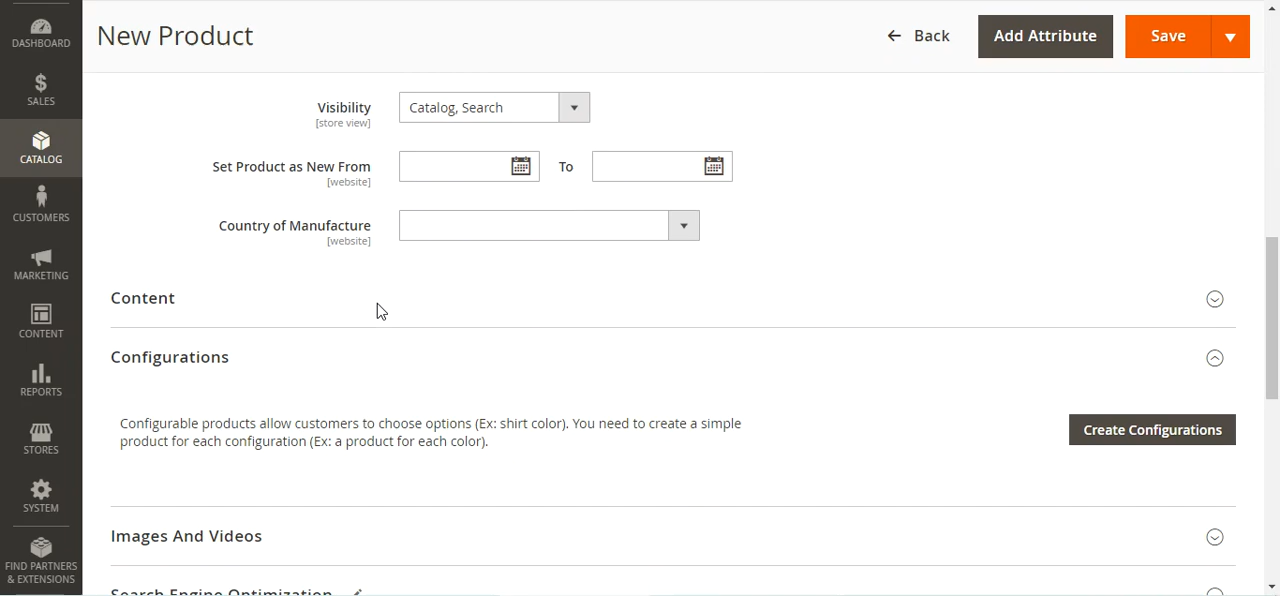 New Product
Back
Add Attribute
Save
DASHBOARD
SALES
CATALOG
CUSTOMERS
MARKETING
CONTENT
REPORTS
STORES
SYSTEM
FIND PARTNERS
& EXTENSIONS
Visibility
[store view]
Catalog, Search
Set Product as New From
[website]
To
Country of Manufacture
[website]
Content
Configurations
Configurable products allow customers to choose options (Ex: shirt color). You need to create a simple
product for each configuration (Ex: a product for each color).
Create Configurations
Images And Videos
Search Engine Optimization